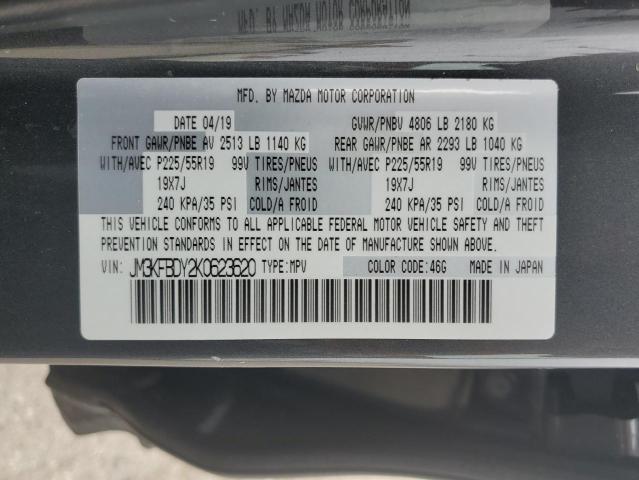 MFD. BY MAZDA MOTOR CORPORATION
DATE 04/19 GVWR/PNBV 4806 LB 2180 KG
FRONT GAWR/PNBE AV 2513 LB 1140 KG REAR GAWR/PNBE AR 2293 LB 1040 KG
WITH/AVEC P225/55R19 99V TIRES/PNEUS WITH/AVEC P225/55R19 99V TIRES/PNEUS
19X7J RIMS/JANTES 19X7J RIMS/JANTES
240 KPA/35 PSI COLD/A FROID 240 KPA/35 PSI COLD/A FROID
THIS VEHICLE CONFORMS TO ALL APPLICABLE FEDERAL MOTOR VEHICLE SAFETY AND THEFT
PREVENTION STANDARDS IN EFFECT ON THE DATE OF MANUFACTURE SHOWN ABOVE.
VIN: JM3KFBDY2K0623620 TYPE:MPV COLOR CODE:46G MADE IN JAPAN